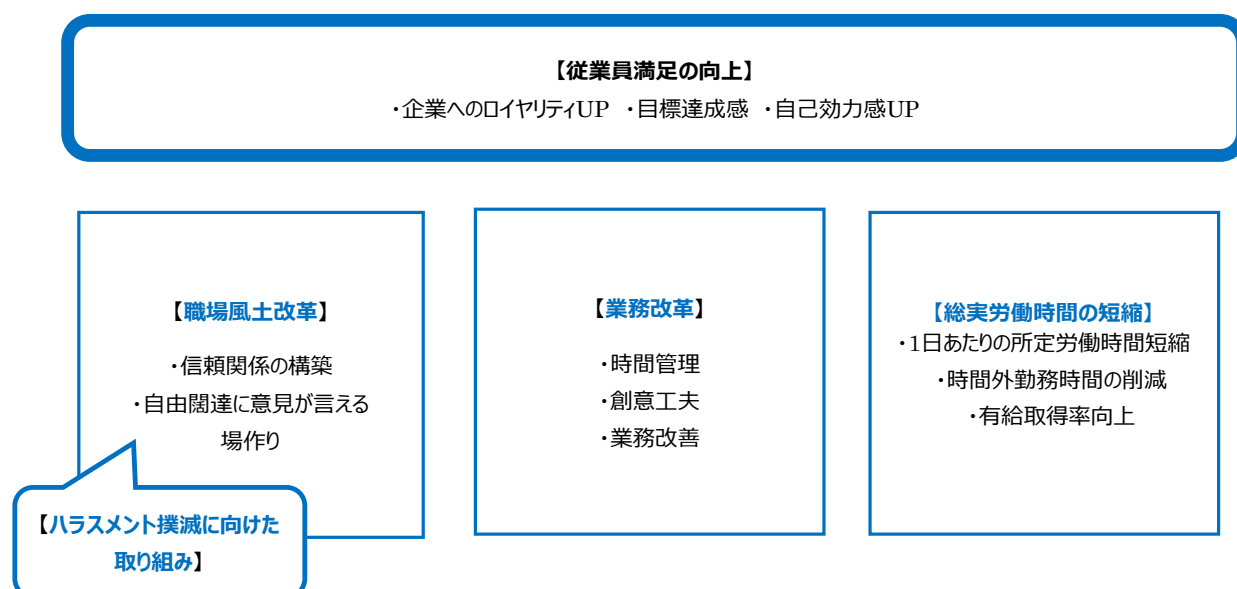 【従業員満足の向上】
・企業へのロイヤリティUP ・目標達成感 ・自己効力感UP
【職場風土改革】
・信頼関係の構築
・自由闊達に意見が言える
場作り
【ハラスメント撲滅に向けた
取り組み】
【業務改革】
・時間管理
・創意工夫
・業務改善
【総実労働時間の短縮】
・1日あたりの所定労働時間短縮
・時間外勤務時間の削減
・有給取得率向上